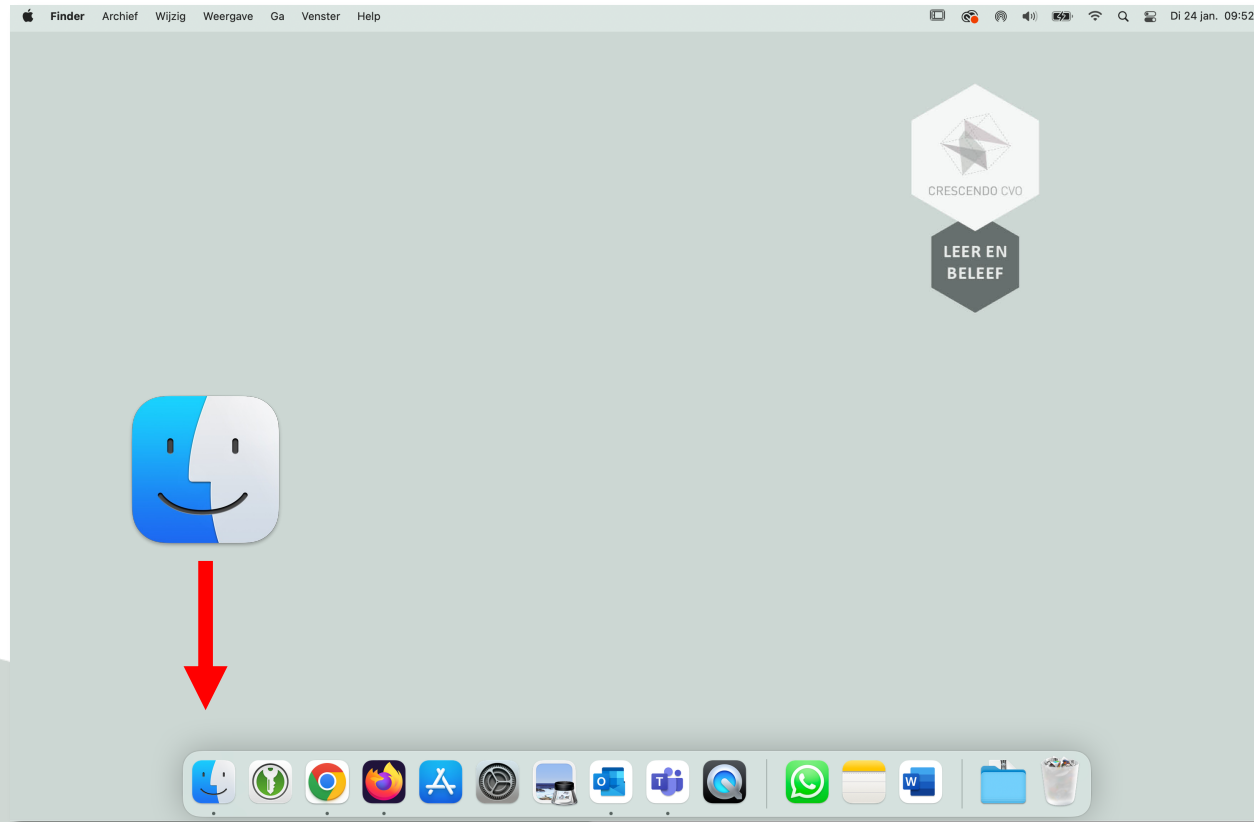 Finder Archief Wijzig Weergave Ga Venster Help Di 24 jan. 09:52
CRESCENDO CVO
LEER EN
BELEEF